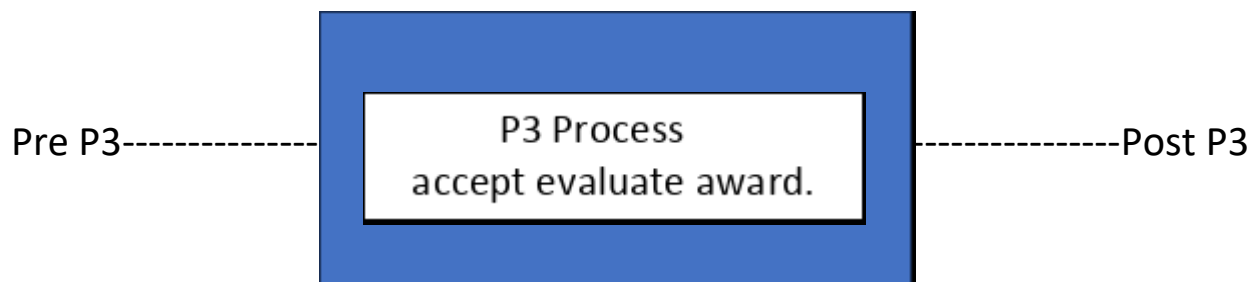 Pre P3---------------
P3 Process
accept evaluate award.
----------------Post P3